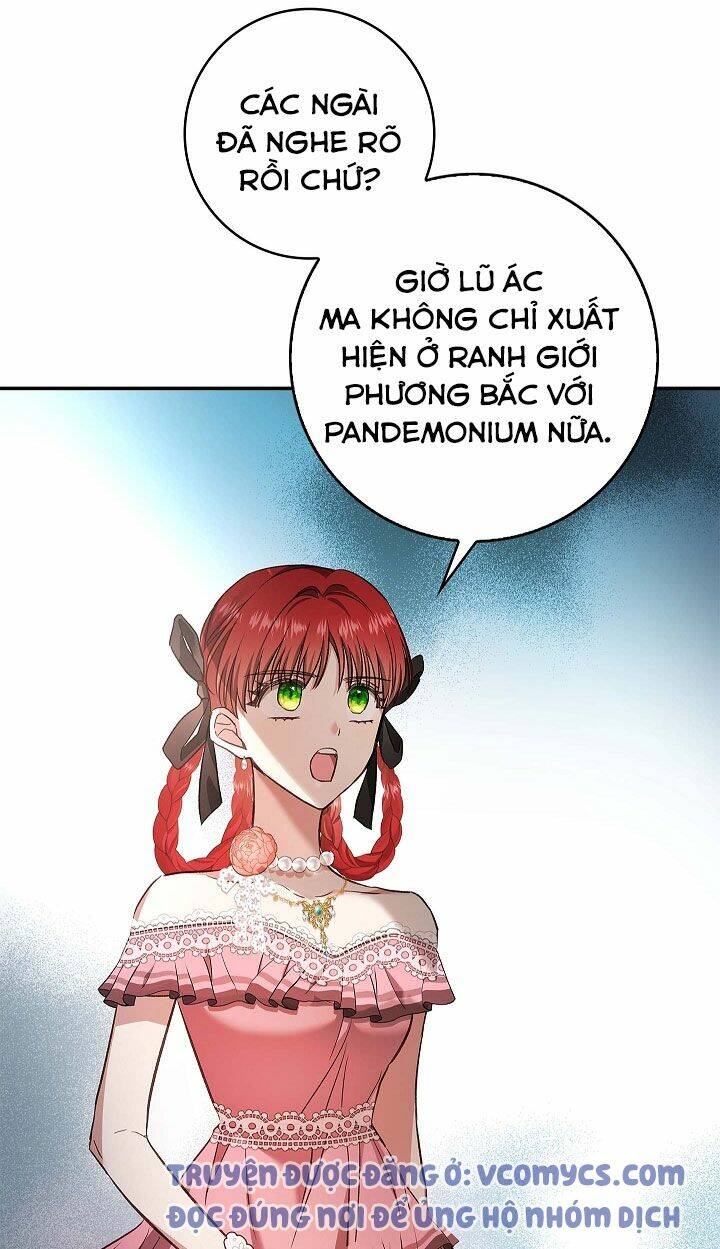 CÁC NGÀI
ĐÃ NGHE RÕ
RỒI CHỨ?
GIỜ LŨ ÁC
MA KHÔNG CHỈ XUẤT
HIỆN Ở RANH GIỚI
PHƯƠNG BẮC VỚI
PANDEMONIUM NỮA.
TRUYỆN ĐƯỢC ĐĂNG Ở: VCOMYCS.COM
ĐỌC ĐÚNG NƠI ĐỂ ỦNG HỘ NHÓM DỊCH